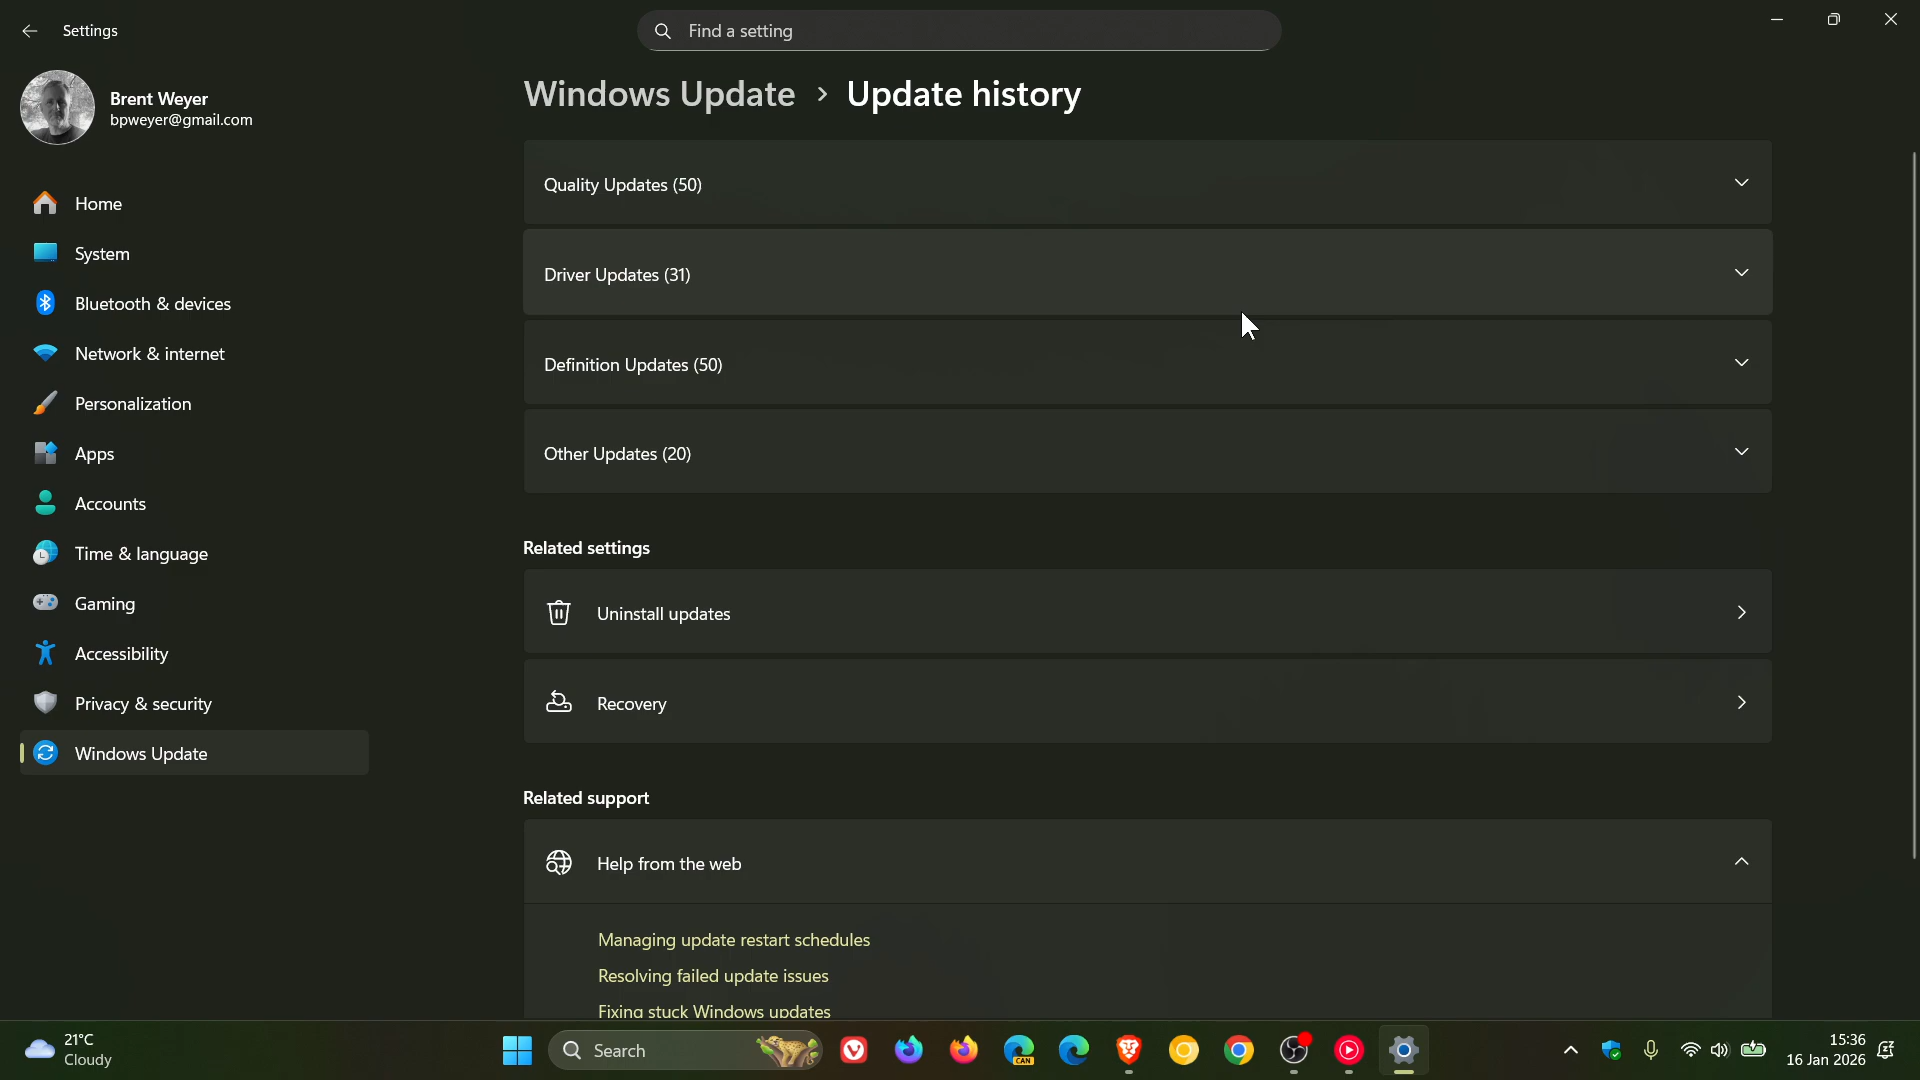 Settings
Find a setting
Brent Weyer
bpweyer@gmail.com
Windows Update > Update history
Home
System
Bluetooth & devices
Network & internet
Personalization
Apps
Accounts
Time & language
Gaming
Accessibility
Privacy & security
Windows Update
Quality Updates (50)
Driver Updates (31)
Definition Updates (50)
Other Updates (20)
Related settings
Uninstall updates
Recovery
Related support
Help from the web
Managing update restart schedules
Resolving failed update issues
Fixing stuck Windows updates
21°C
Cloudy
Search
CAN
15:36
16 Jan 2026